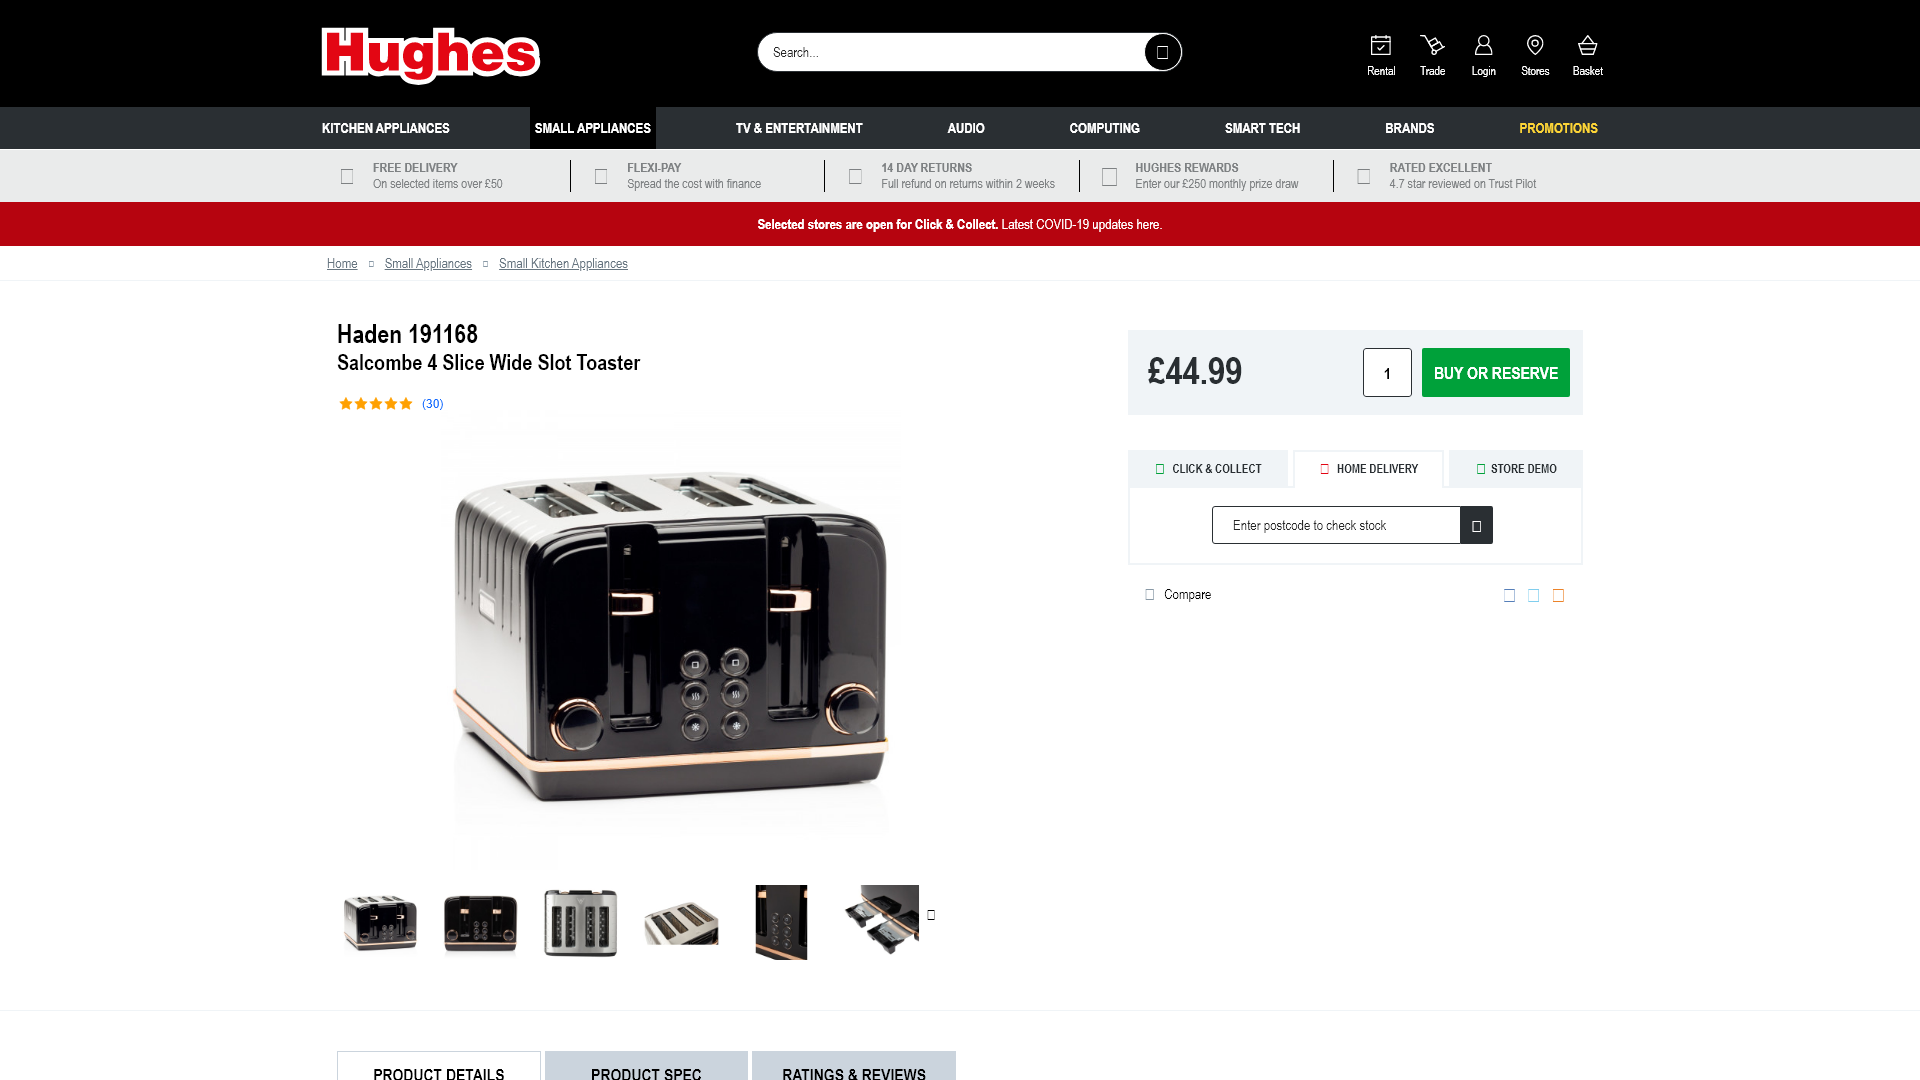 Hughes
Search...
Rental
Trade
Login
Stores
Basket
KITCHEN APPLIANCES
SMALL APPLIANCES
TV & ENTERTAINMENT
AUDIO
COMPUTING
SMART TECH
BRANDS
PROMOTIONS
FREE DELIVERY
On selected items over £50
FLEXI-PAY
Spread the cost with finance
14 DAY RETURNS
Full refund on returns within 2 weeks
HUGHES REWARDS
Enter our £250 monthly prize draw
RATED EXCELLENT
4.7 star reviewed on Trust Pilot
Selected stores are open for Click & Collect. Latest COVID-19 updates here.
Home
Small Appliances
Small Kitchen Appliances
Haden 191168
Salcombe 4 Slice Wide Slot Toaster
(30)
£44.99
1
BUY OR RESERVE
CLICK & COLLECT
HOME DELIVERY
STORE DEMO
Enter postcode to check stock
Compare
PRODUCT DETAILS
PRODUCT SPEC
RATINGS & REVIEWS